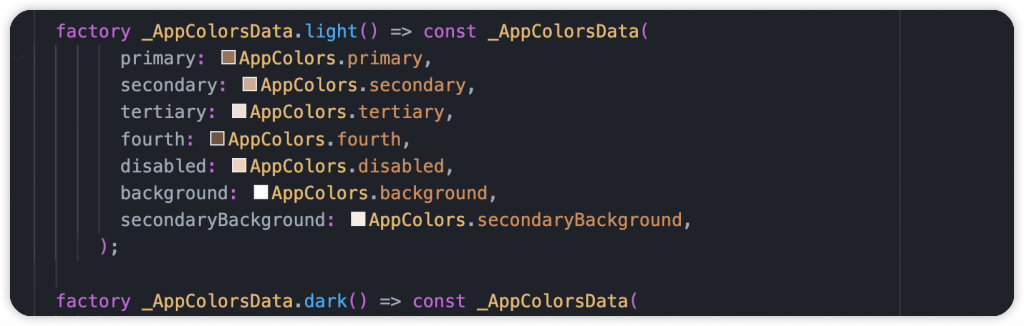 factory _AppColorsData.light() => const _AppColorsData(
primary: AppColors.primary,
secondary: AppColors.secondary,
tertiary: AppColors.tertiary,
fourth: AppColors.fourth,
disabled: AppColors.disabled,
background: AppColors.background,
secondaryBackground: AppColors.secondaryBackground,
);
factory _AppColorsData.dark() => const _AppColorsData(